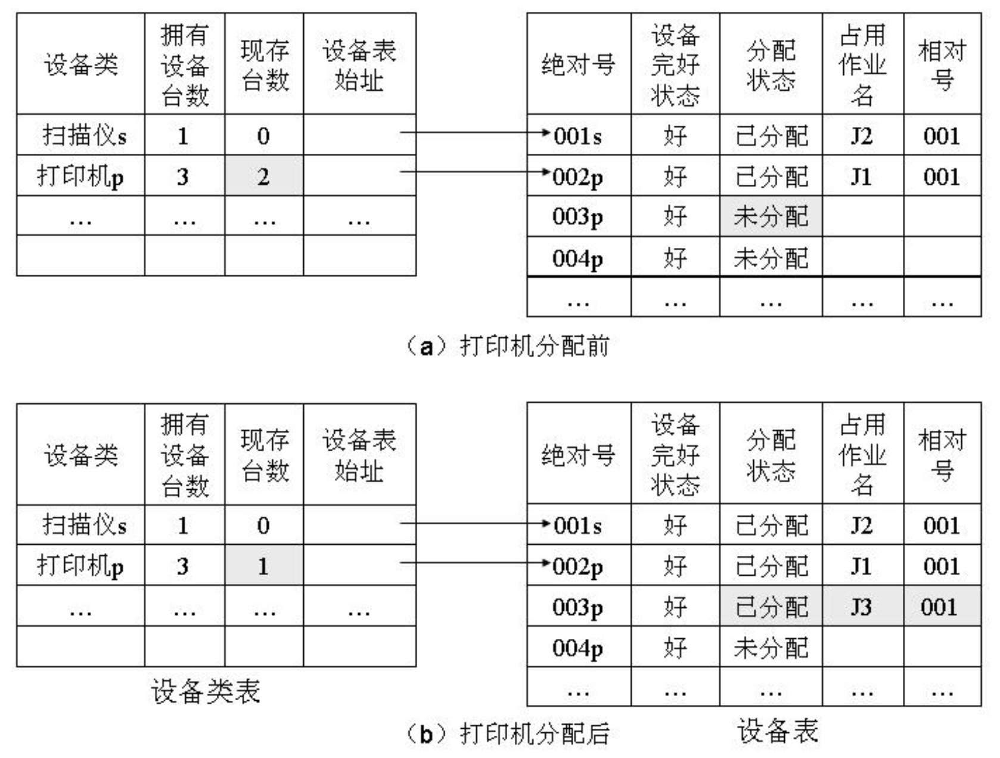 设备类 拥有设备台数 现存台数 设备表始址
扫描仪s 1 0
打印机p 3 2
… … … …
绝对号 设备完好状态 分配状态 占用作业名 相对号
001s 好 已分配 J2 001
002p 好 已分配 J1 001
003p 好 未分配
004p 好 未分配
… … … … …
（a）打印机分配前
设备类 拥有设备台数 现存台数 设备表始址
扫描仪s 1 0
打印机p 3 1
… … … …
设备类表
绝对号 设备完好状态 分配状态 占用作业名 相对号
001s 好 已分配 J2 001
002p 好 已分配 J1 001
003p 好 已分配 J3 001
004p 好 未分配
… … … … …
设备表
（b）打印机分配后